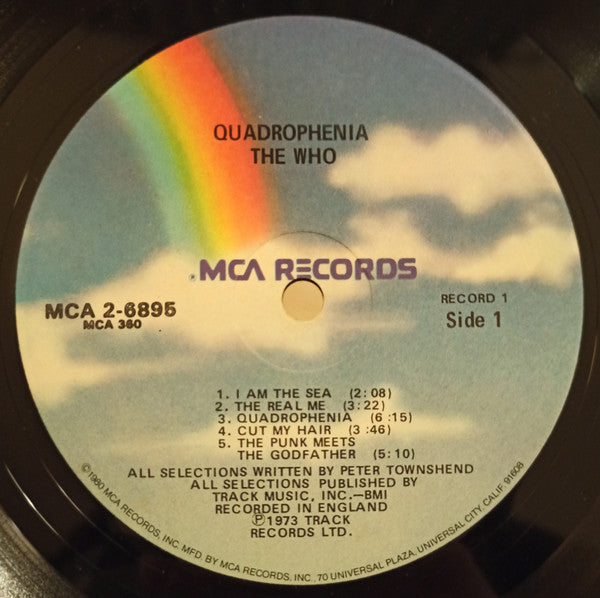 QUADROPHENIA
THE WHO
MCA RECORDS
MCA 2-6895
MCA 360
RECORD 1
Side 1
1. I AM THE SEA (2:08)
2. THE REAL ME (3:22)
3. QUADROPHENIA (6:15)
4. CUT MY HAIR (3:46)
5. THE PUNK MEETS
THE GODFATHER (5:10)
ALL SELECTIONS WRITTEN BY PETER TOWNSHEND
ALL SELECTIONS PUBLISHED BY
TRACK MUSIC, INC.—BMI
RECORDED IN ENGLAND
Ⓟ1973 TRACK
RECORDS LTD.
©1980 MCA RECORDS, INC. MFD. BY MCA RECORDS, INC., 70 UNIVERSAL PLAZA, UNIVERSAL CITY, CALIF. 91608